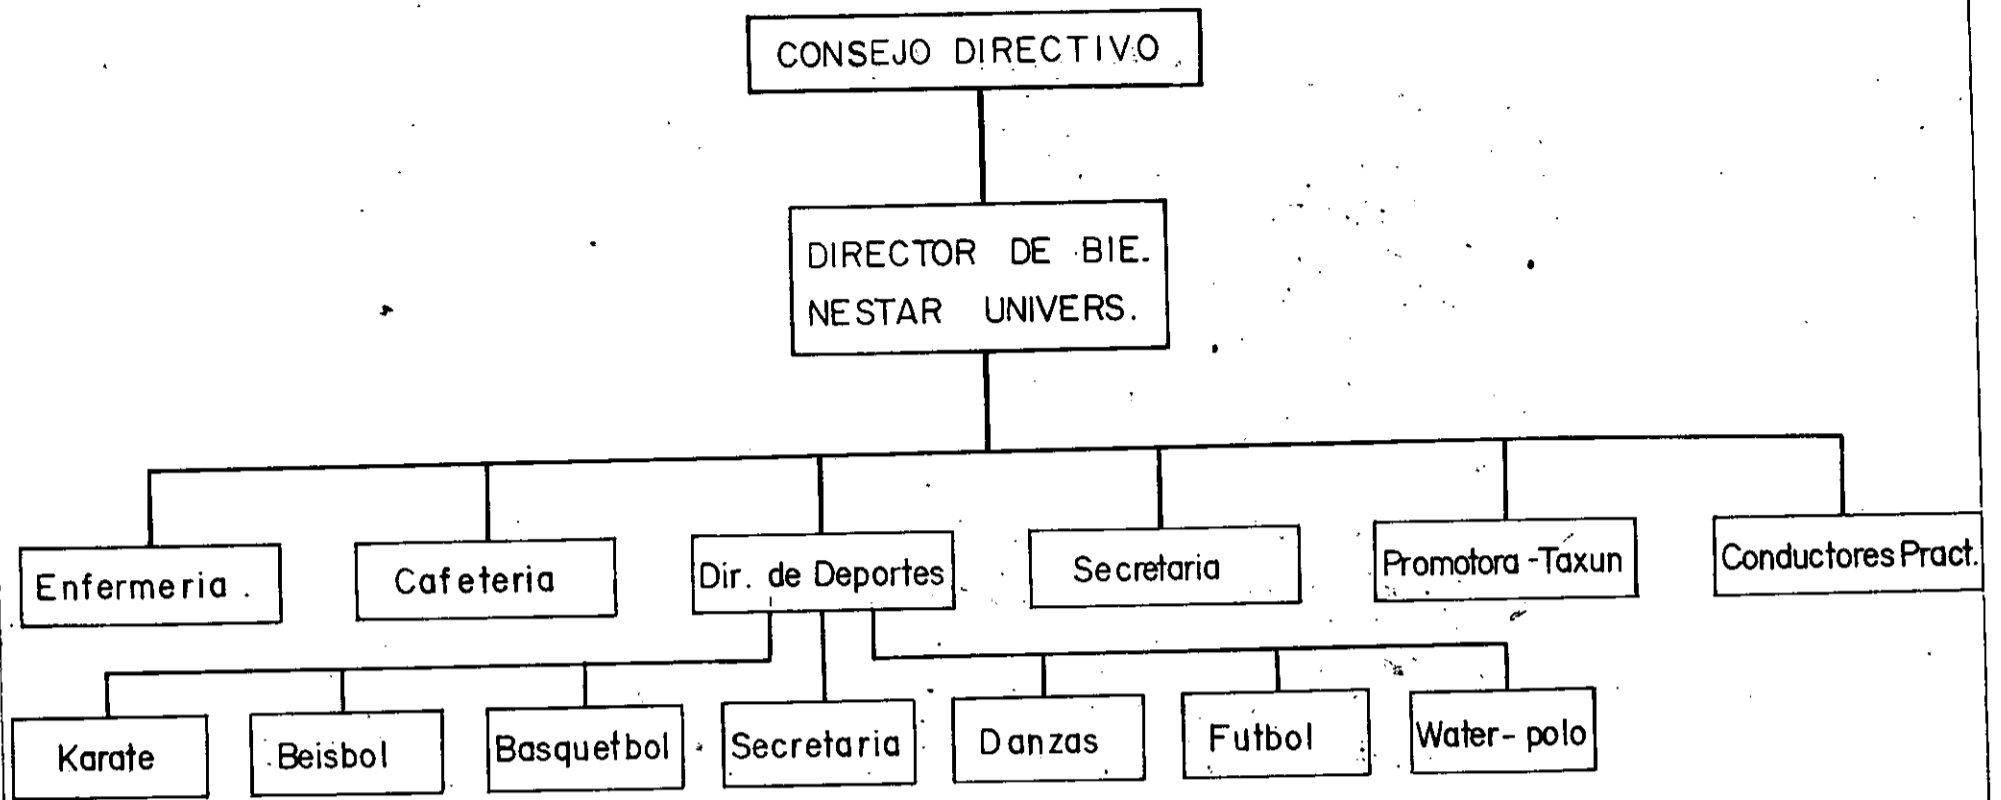 CONSEJO DIRECTIVO
DIRECTOR DE BIE.
NESTAR UNIVERS.
Enfermeria.
Cafeteria
Dir. de Deportes
Secretaria
Promotora-Taxun
Conductores Pract.
Karate
Beisbol
Basquetbol
Secretaria
Danzas
Futbol
Water-polo